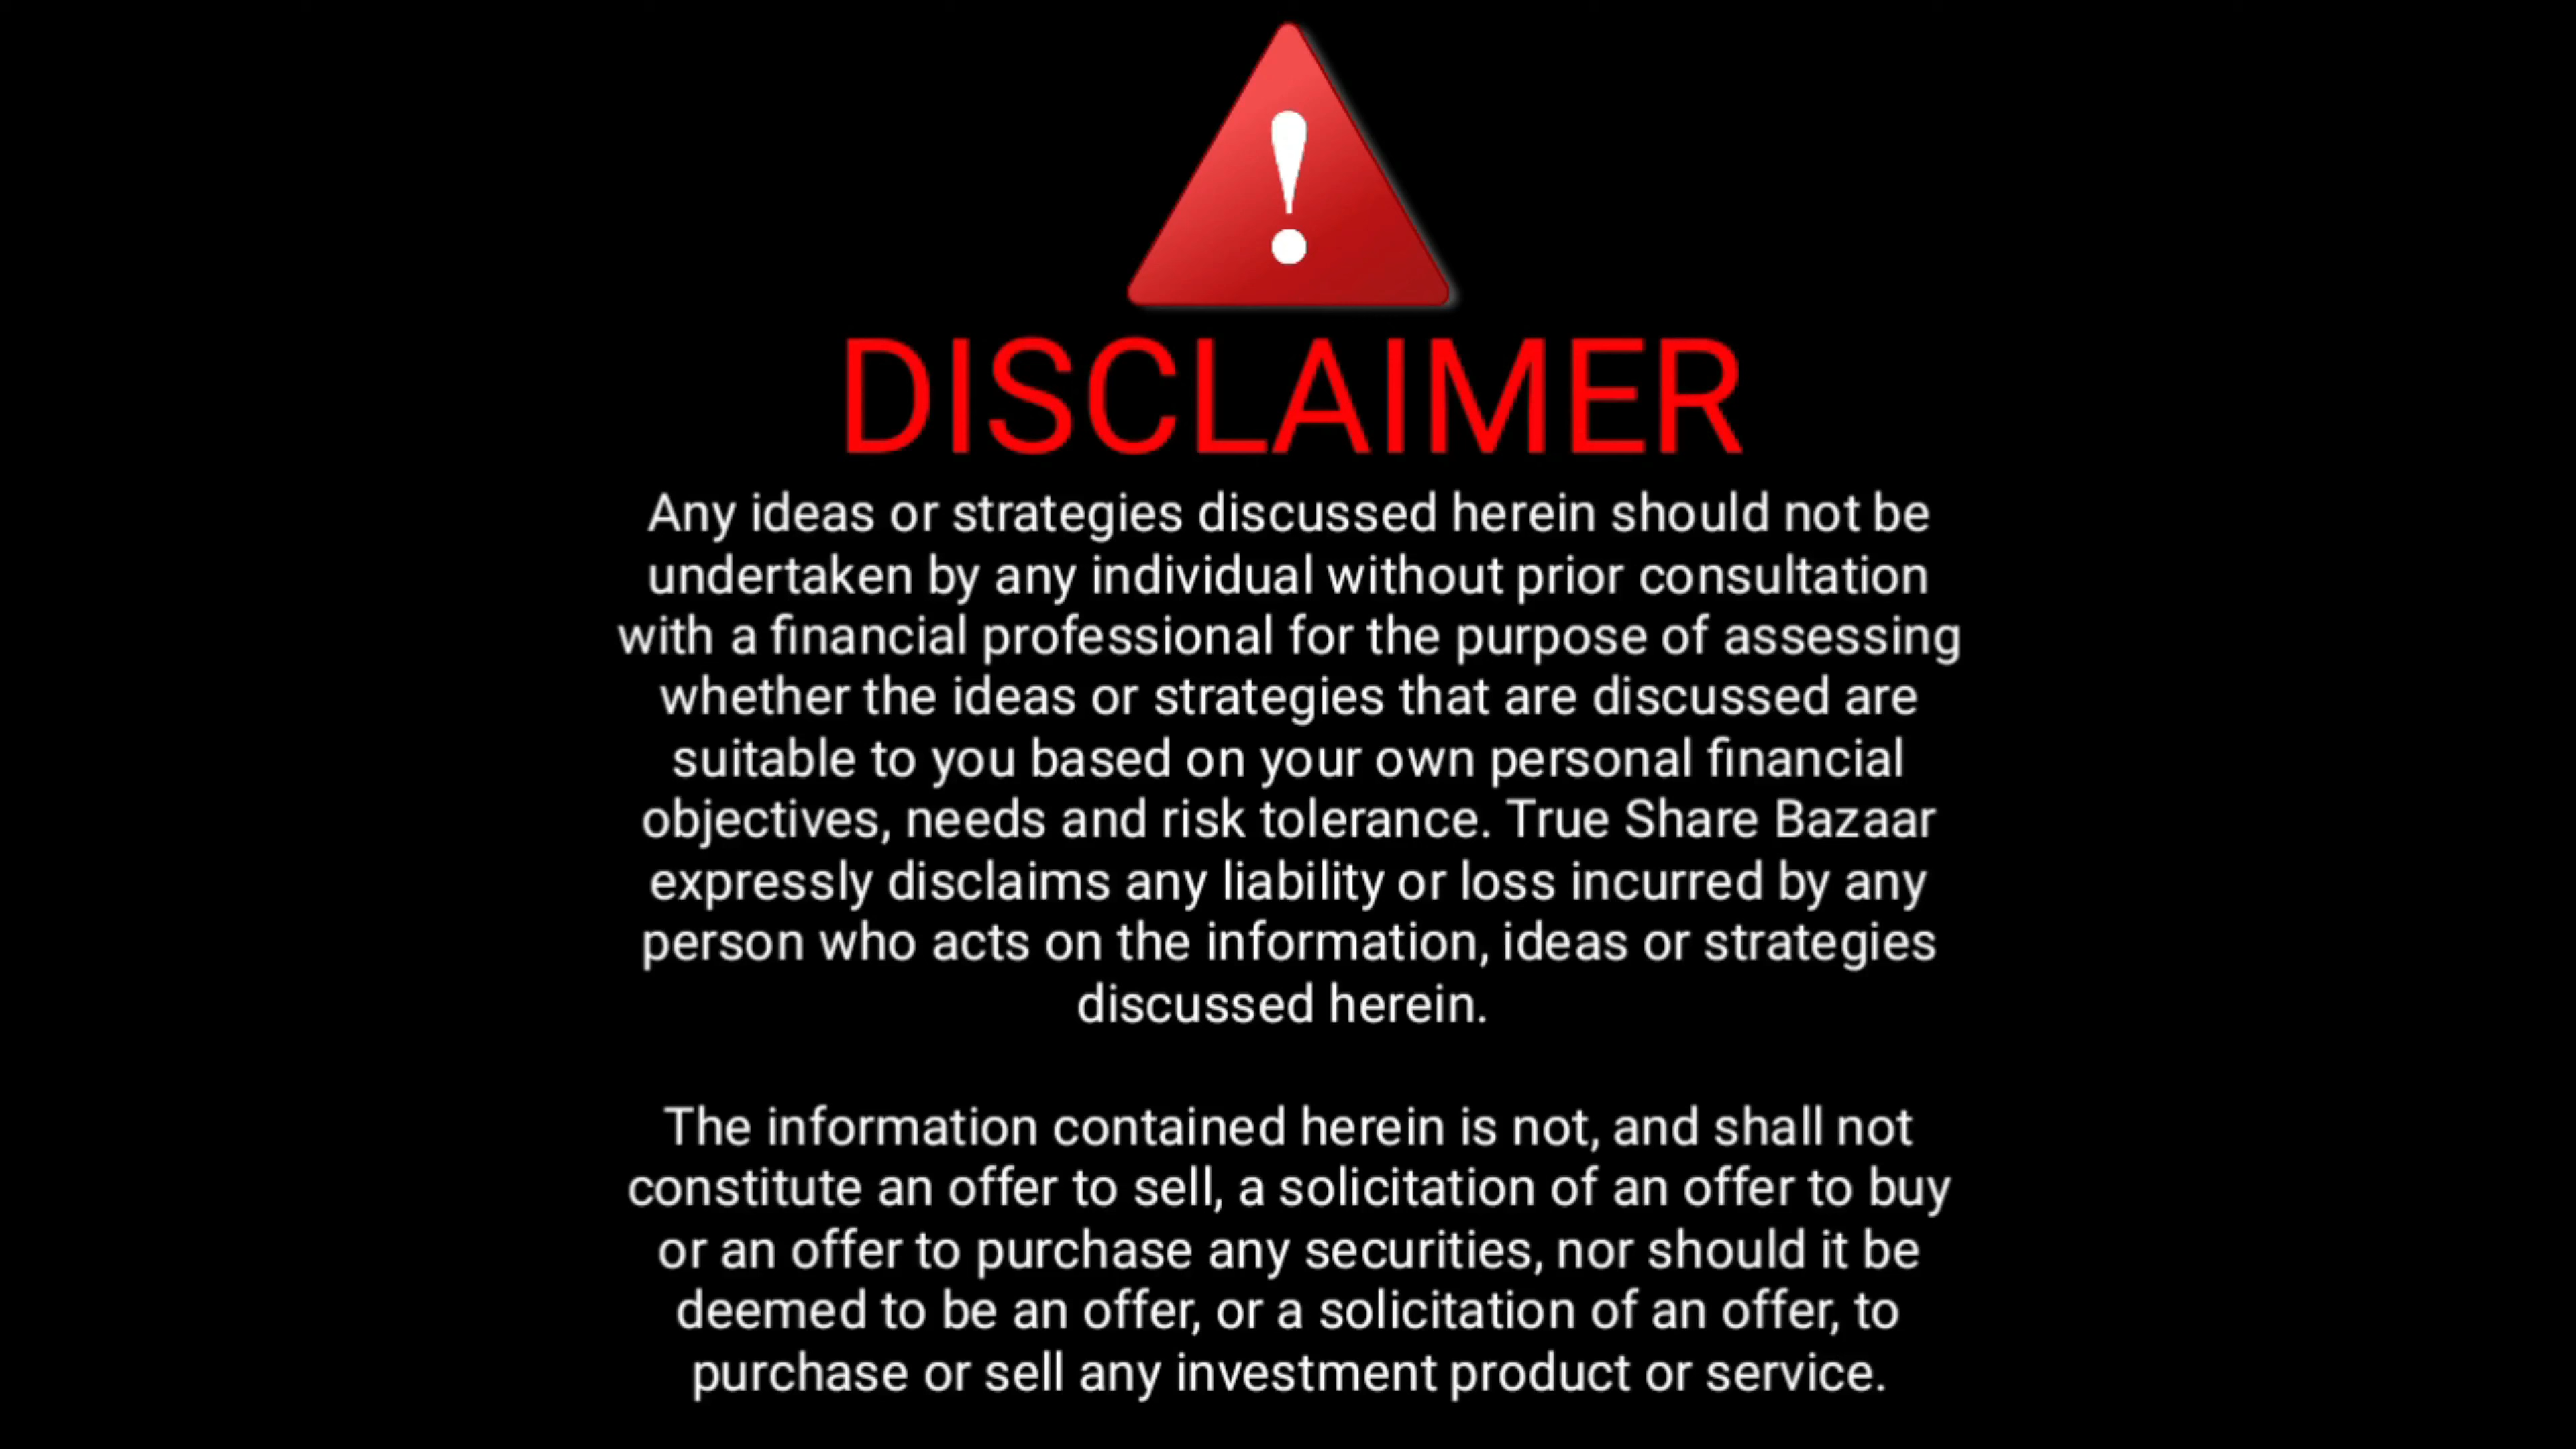 !
DISCLAIMER
Any ideas or strategies discussed herein should not be
undertaken by any individual without prior consultation
with a financial professional for the purpose of assessing
whether the ideas or strategies that are discussed are
suitable to you based on your own personal financial
objectives, needs and risk tolerance. True Share Bazaar
expressly disclaims any liability or loss incurred by any
person who acts on the information, ideas or strategies
discussed herein.
The information contained herein is not, and shall not
constitute an offer to sell, a solicitation of an offer to buy
or an offer to purchase any securities, nor should it be
deemed to be an offer, or a solicitation of an offer, to
purchase or sell any investment product or service.